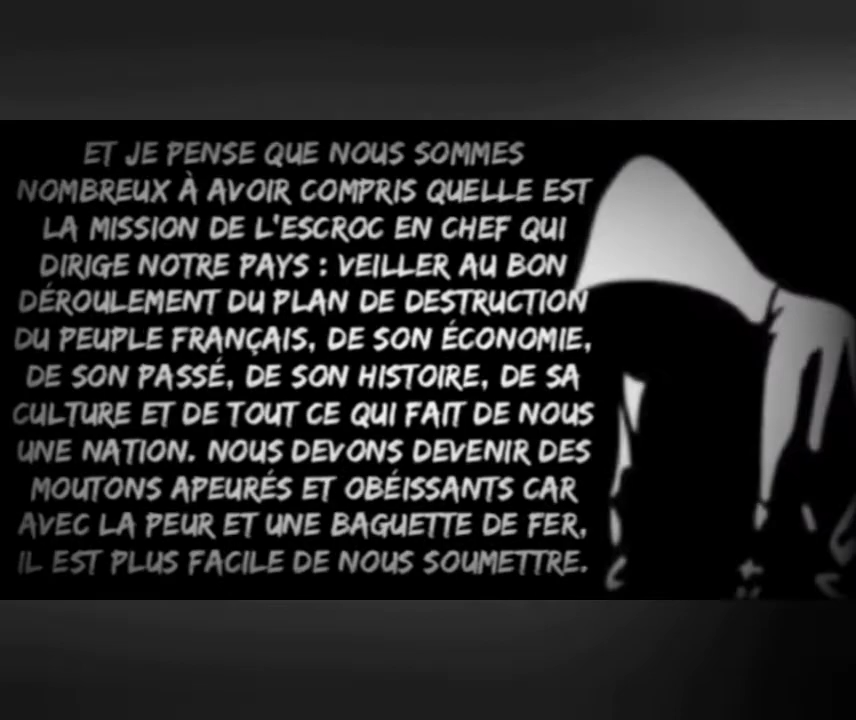 ET JE PENSE QUE NOUS SOMMES
NOMBREUX À AVOIR COMPRIS QUELLE EST
LA MISSION DE L'ESCROC EN CHEF QUI
DIRIGE NOTRE PAYS : VEILLER AU BON
DÉROULEMENT DU PLAN DE DESTRUCTION
DU PEUPLE FRANÇAIS, DE SON ÉCONOMIE,
DE SON PASSÉ, DE SON HISTOIRE, DE SA
CULTURE ET DE TOUT CE QUI FAIT DE NOUS
UNE NATION. NOUS DEVONS DEVENIR DES
MOUTONS APEURÉS ET OBÉISSANTS CAR
AVEC LA PEUR ET UNE BAGUETTE DE FER,
IL EST PLUS FACILE DE NOUS SOUMETTRE.